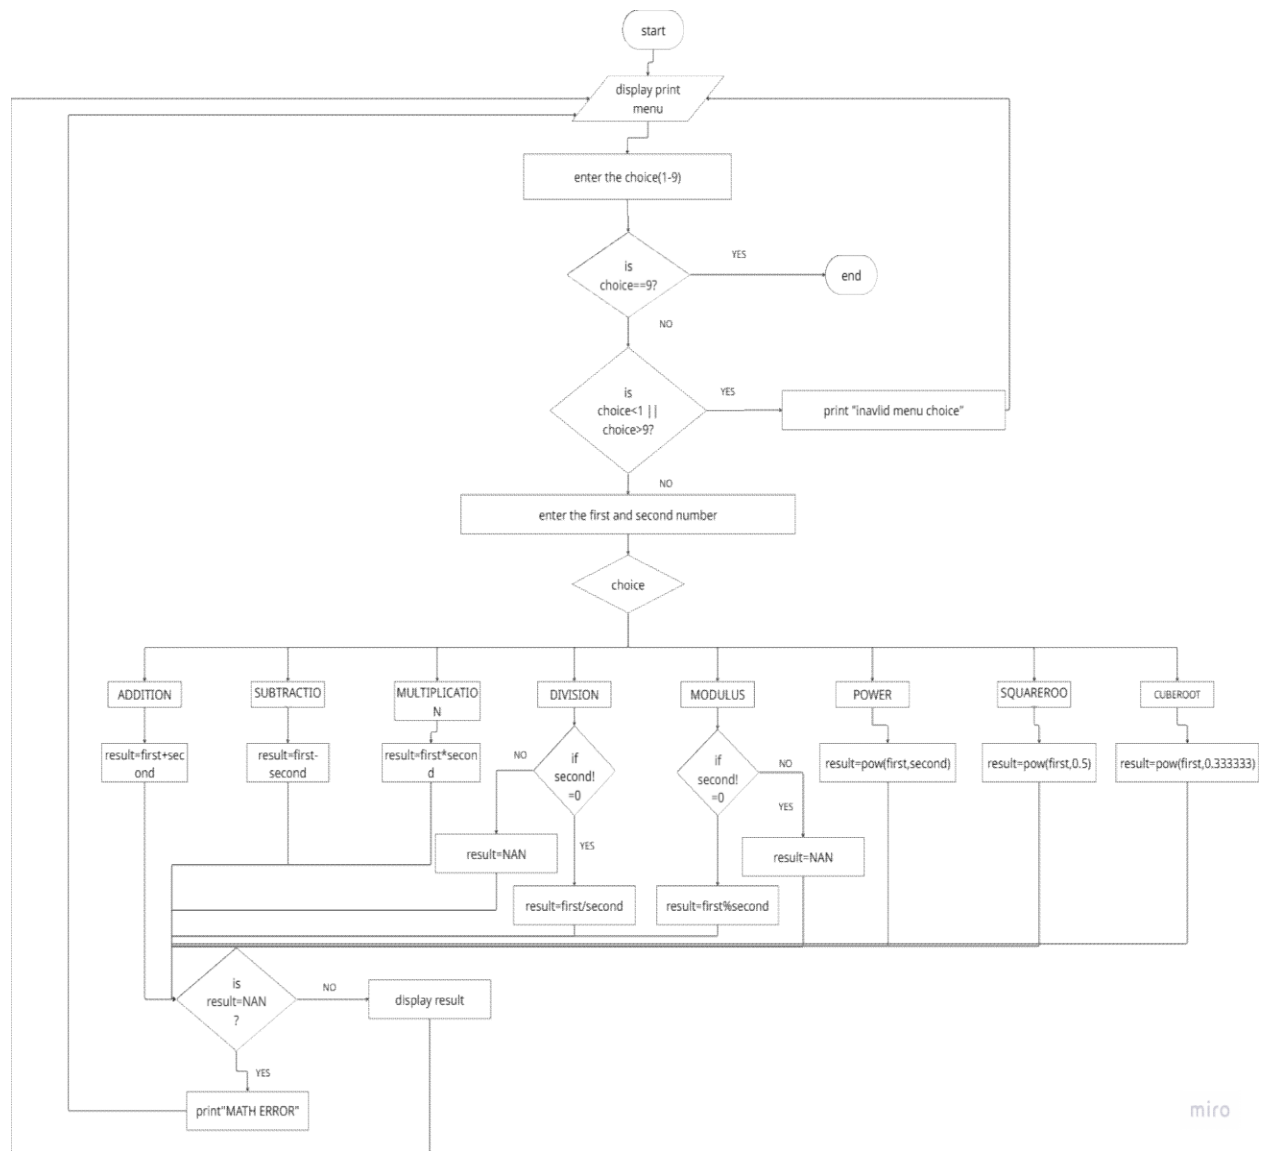 start
display print
menu
enter the choice(1-9)
is
choice==9?
YES
end
NO
is
choice<1 ||
choice>9?
YES
print "inavlid menu choice"
NO
enter the first and second number
choice
ADDITION
SUBTRACTIO
MULTIPLICATIO
N
DIVISION
MODULUS
POWER
SQUAREROO
CUBEROOT
result=first+sec
ond
result=first-
second
result=first*secon
d
if
second!
=0
NO
YES
result=NAN
result=first/second
if
second!
=0
NO
YES
result=NAN
result=first%second
result=pow(first,second)
result=pow(first,0.5)
result=pow(first,0.333333)
is
result=NAN
?
NO
display result
YES
print"MATH ERROR"
miro